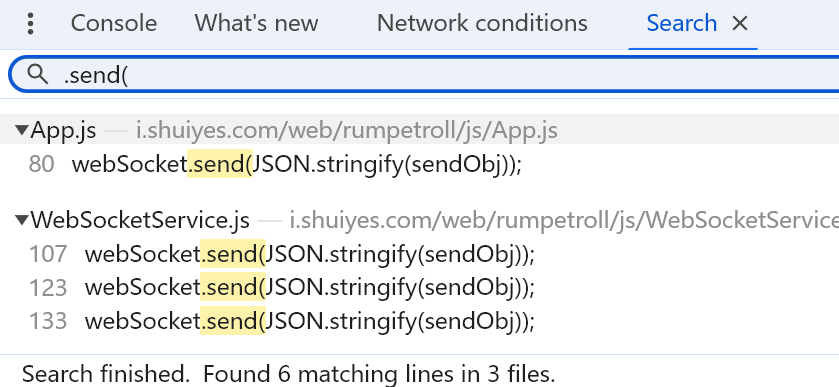 Console What's new Network conditions Search
.send(
App.js — i.shuiyes.com/web/rumpetroll/js/App.js
80 webSocket.send(JSON.stringify(sendObj));
WebSocketService.js — i.shuiyes.com/web/rumpetroll/js/WebSocketService
107 webSocket.send(JSON.stringify(sendObj));
123 webSocket.send(JSON.stringify(sendObj));
133 webSocket.send(JSON.stringify(sendObj));
Search finished. Found 6 matching lines in 3 files.